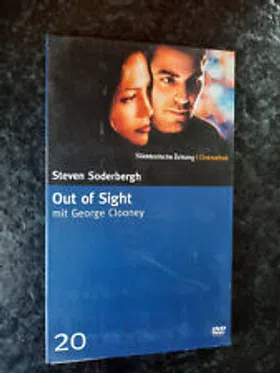 Süddeutsche Zeitung | Cinemathek
Steven Soderbergh
Out of Sight
mit George Clooney
20
DVD